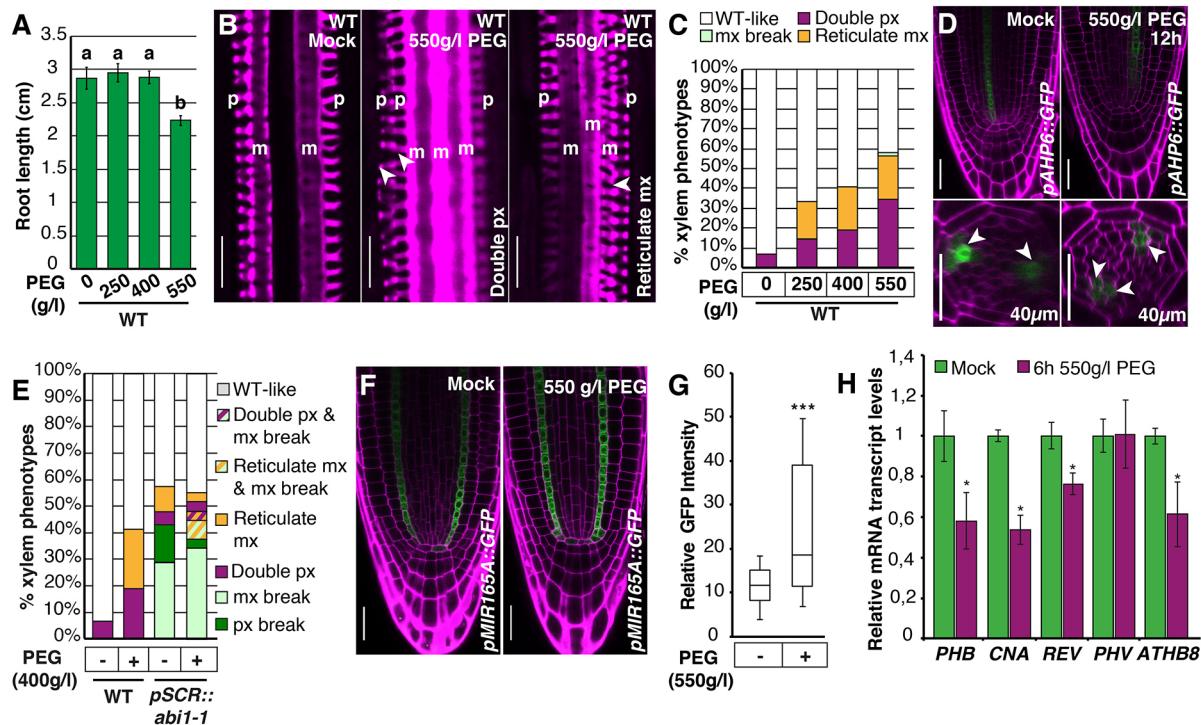 A
Root length (cm)
3.5
3
2.5
2
1.5
1
0.5
0
a
a
a
b
PEG
(g/l)
0
250
400
550
WT
B
WT
Mock
p
m
m
p
WT
550g/l PEG
p
p
m
m
m
p
Double px
WT
550g/l PEG
p
m
m
m
p
Reticulate mx
C
WT-like
Double px
mx break
Reticulate mx
% xylem phenotypes
100%
90%
80%
70%
60%
50%
40%
30%
20%
10%
0%
PEG
(g/l)
0
250
400
550
WT
D
Mock
pAHP6::GFP
550g/l PEG
12h
pAHP6::GFP
40µm
40µm
E
% xylem phenotypes
100%
90%
80%
70%
60%
50%
40%
30%
20%
10%
0%
WT-like
Double px &
mx break
Reticulate mx
& mx break
Reticulate
mx
Double px
mx break
px break
PEG
(400g/l)
-
+
-
+
WT
pSCR::
abi1-1
F
Mock
pMIR165A::GFP
550 g/l PEG
pMIR165A::GFP
G
Relative GFP Intensity
60
50
40
30
20
10
0
***
PEG
(550g/l)
-
+
H
Relative mRNA transcript levels
1,4
1,2
1
0,8
0,6
0,4
0,2
0
Mock
6h 550g/l PEG
*
*
*
*
PHB
CNA
REV
PHV
ATHB8